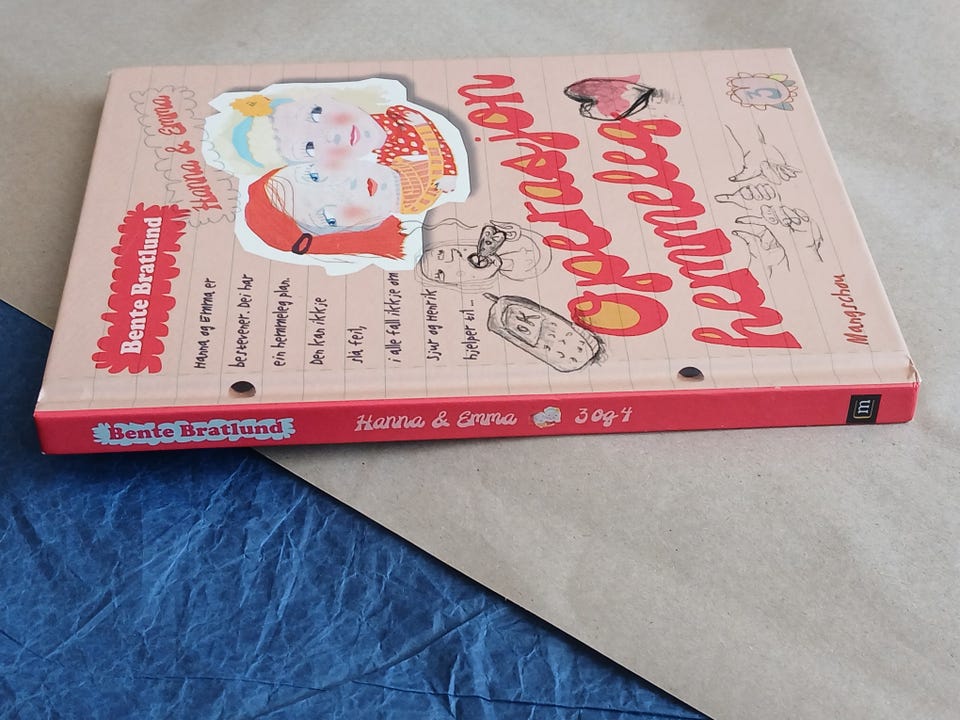 Bente Bratlund
Hanna & Emma
Hanna og Emma er
bestevener. Dei har
ein hemmeleg plan.
Den kan ikkje
slå feil,
i alle fall ikkje om
Sjur og Henrik
hjelper til ...
OK
Operasjon
hemmeleg
3
Mangschou
Bente Bratlund
Hanna & Emma
3 og 4
m